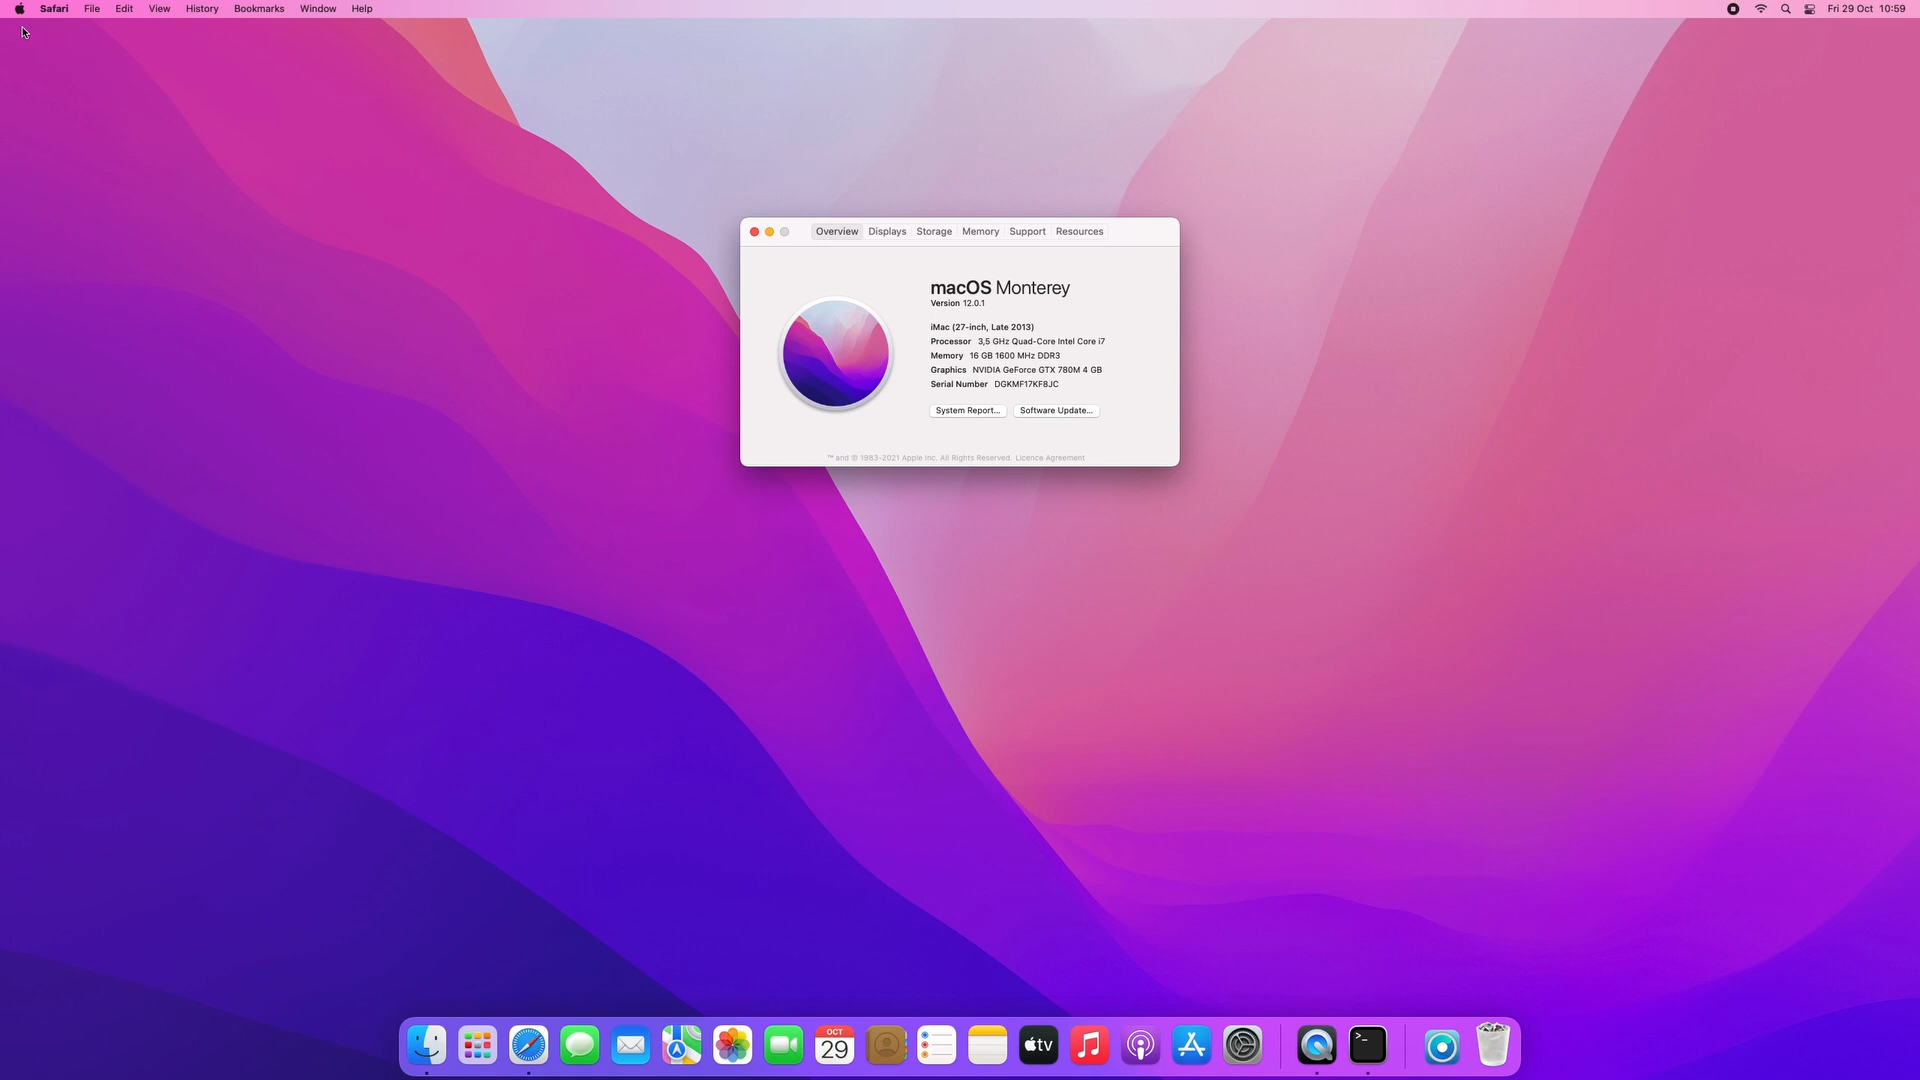 Safari File Edit View History Bookmarks Window Help Fri 29 Oct 10:59
Overview Displays Storage Memory Support Resources
macOS Monterey
Version 12.0.1
iMac (27-inch, Late 2013)
Processor 3,5 GHz Quad-Core Intel Core i7
Memory 16 GB 1600 MHz DDR3
Graphics NVIDIA GeForce GTX 780M 4 GB
Serial Number DGKMF17KF8JC
System Report... Software Update...
™ and © 1983-2021 Apple Inc. All Rights Reserved. Licence Agreement
OCT
29
tv
>_